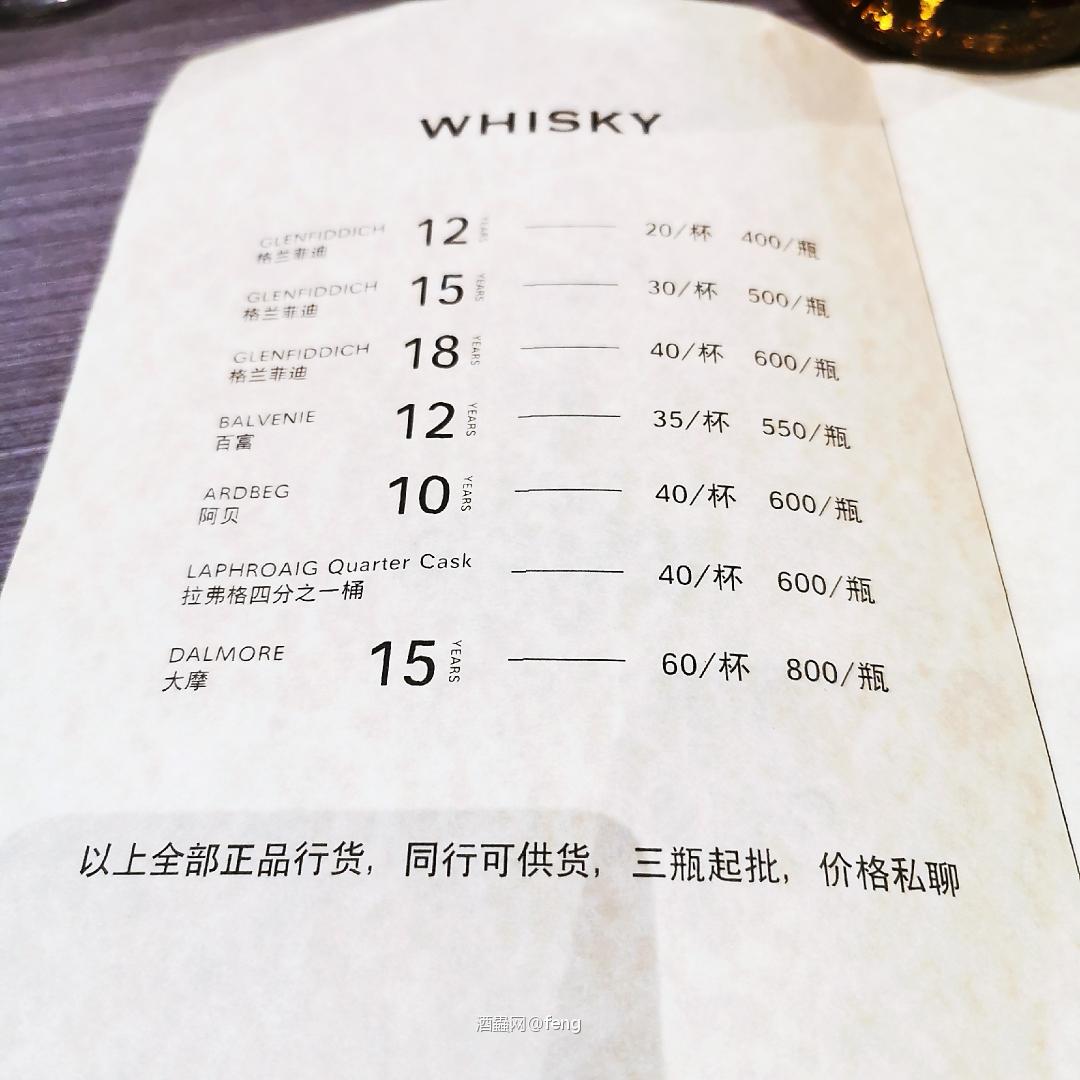 WHISKY
GLENFIDDICH 12 YEARS 20/杯 400/瓶
格兰菲迪
GLENFIDDICH 15 YEARS 30/杯 500/瓶
格兰菲迪
GLENFIDDICH 18 YEARS 40/杯 600/瓶
格兰菲迪
BALVENIE 12 YEARS 35/杯 550/瓶
百富
ARDBEG 10 YEARS 40/杯 600/瓶
阿贝
LAPHROAIG Quarter Cask 40/杯 600/瓶
拉弗格四分之一桶
DALMORE 15 YEARS 60/杯 800/瓶
大摩
以上全部正品行货，同行可供货，三瓶起批，价格私聊
酒蟲网@feng